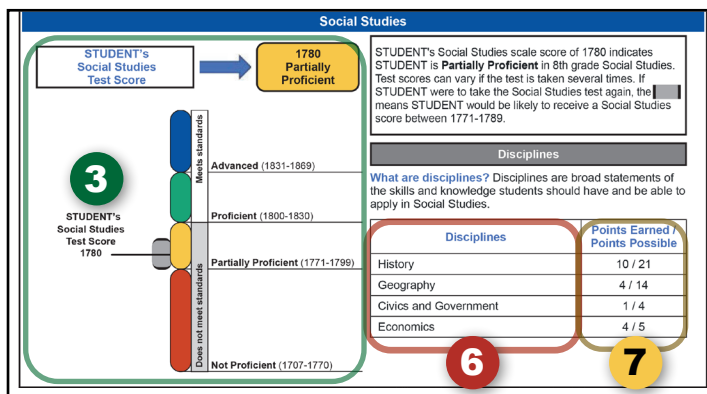 Social Studies
STUDENT's
Social Studies
Test Score
1780
Partially
Proficient
Meets standards
Does not meet standards
Advanced (1831-1869)
Proficient (1800-1830)
Partially Proficient (1771-1799)
Not Proficient (1707-1770)
3
STUDENT's
Social Studies
Test Score
1780
STUDENT's Social Studies scale score of 1780 indicates
STUDENT is Partially Proficient in 8th grade Social Studies.
Test scores can vary if the test is taken several times. If
STUDENT were to take the Social Studies test again, the
means STUDENT would be likely to receive a Social Studies
score between 1771-1789.
Disciplines
What are disciplines? Disciplines are broad statements of
the skills and knowledge students should have and be able to
apply in Social Studies.
Disciplines
Points Earned /
Points Possible
History 10 / 21
Geography 4 / 14
Civics and Government 1 / 4
Economics 4 / 5
6
7